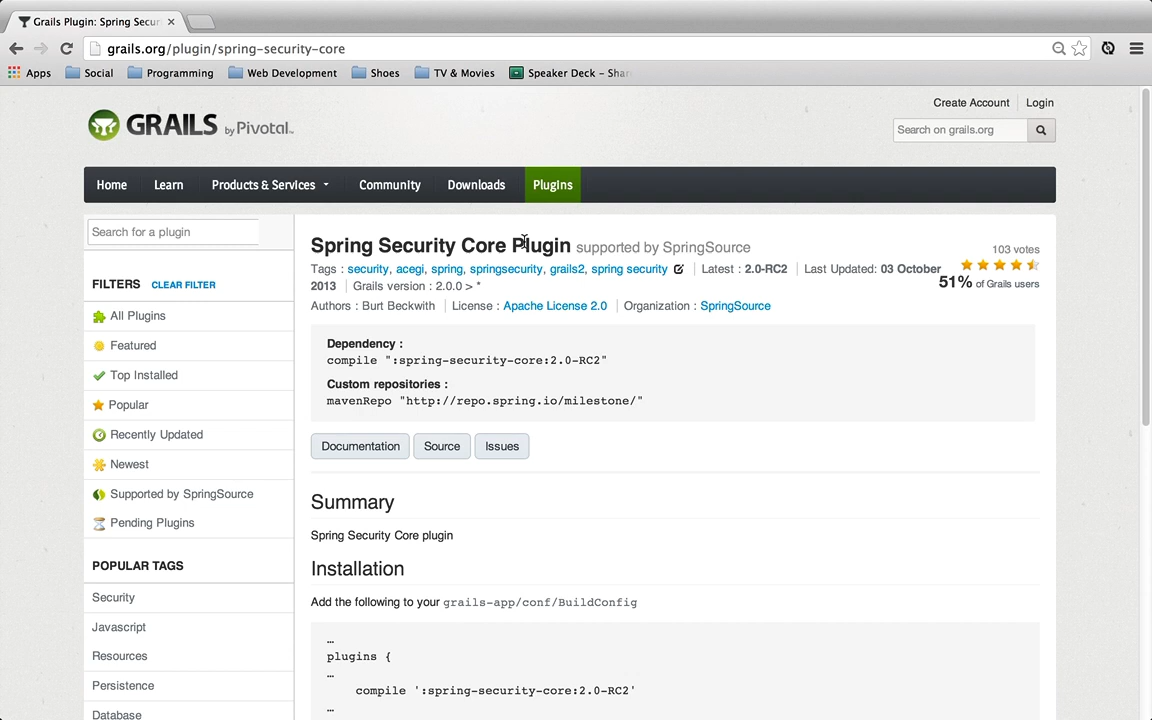 Grails Plugin: Spring Secur
grails.org/plugin/spring-security-core
Apps Social Programming Web Development Shoes TV & Movies Speaker Deck - Shar
Create Account Login
GRAILS by Pivotal™
Search on grails.org
Home Learn Products & Services Community Downloads Plugins
Search for a plugin
FILTERS CLEAR FILTER
All Plugins
Featured
Top Installed
Popular
Recently Updated
Newest
Supported by SpringSource
Pending Plugins
POPULAR TAGS
Security
Javascript
Resources
Persistence
Database
Spring Security Core Plugin supported by SpringSource
103 votes
Tags : security, acegi, spring, springsecurity, grails2, spring security Latest : 2.0-RC2 Last Updated: 03 October
2013 Grails version : 2.0.0 > *
51% of Grails users
Authors : Burt Beckwith License : Apache License 2.0 Organization : SpringSource
Dependency :
compile ":spring-security-core:2.0-RC2"
Custom repositories :
mavenRepo "http://repo.spring.io/milestone/"
Documentation Source Issues
Summary
Spring Security Core plugin
Installation
Add the following to your grails-app/conf/BuildConfig
…
plugins {
…
compile ':spring-security-core:2.0-RC2'
…